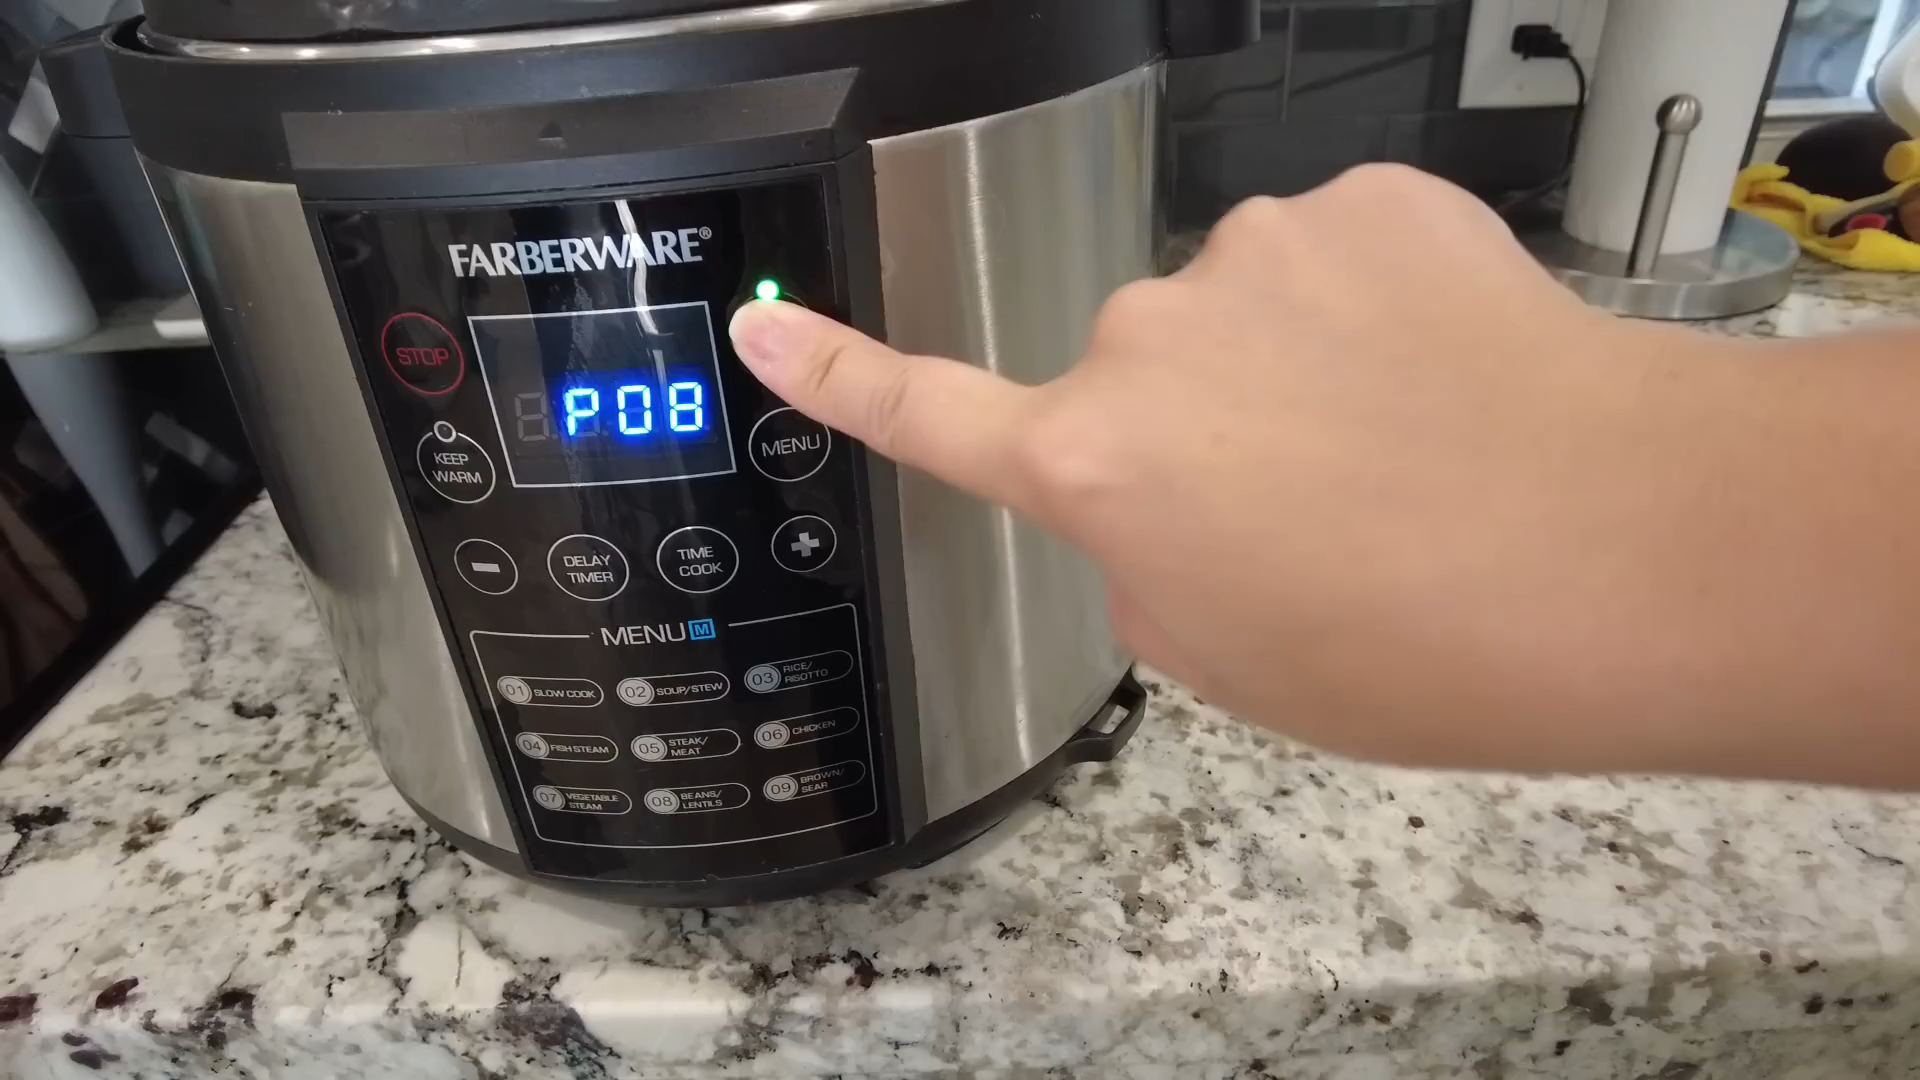 FARBERWARE®
STOP
P08
KEEP
WARM
MENU
DELAY
TIMER
TIME
COOK
MENU M
01 SLOW COOK
02 SOUP/STEW
03 RICE/
RISOTTO
04 FISH STEAM
05 STEAK/
MEAT
06 CHICKEN
07 VEGETABLE
STEAM
08 BEANS/
LENTILS
09 BROWN/
SEAR